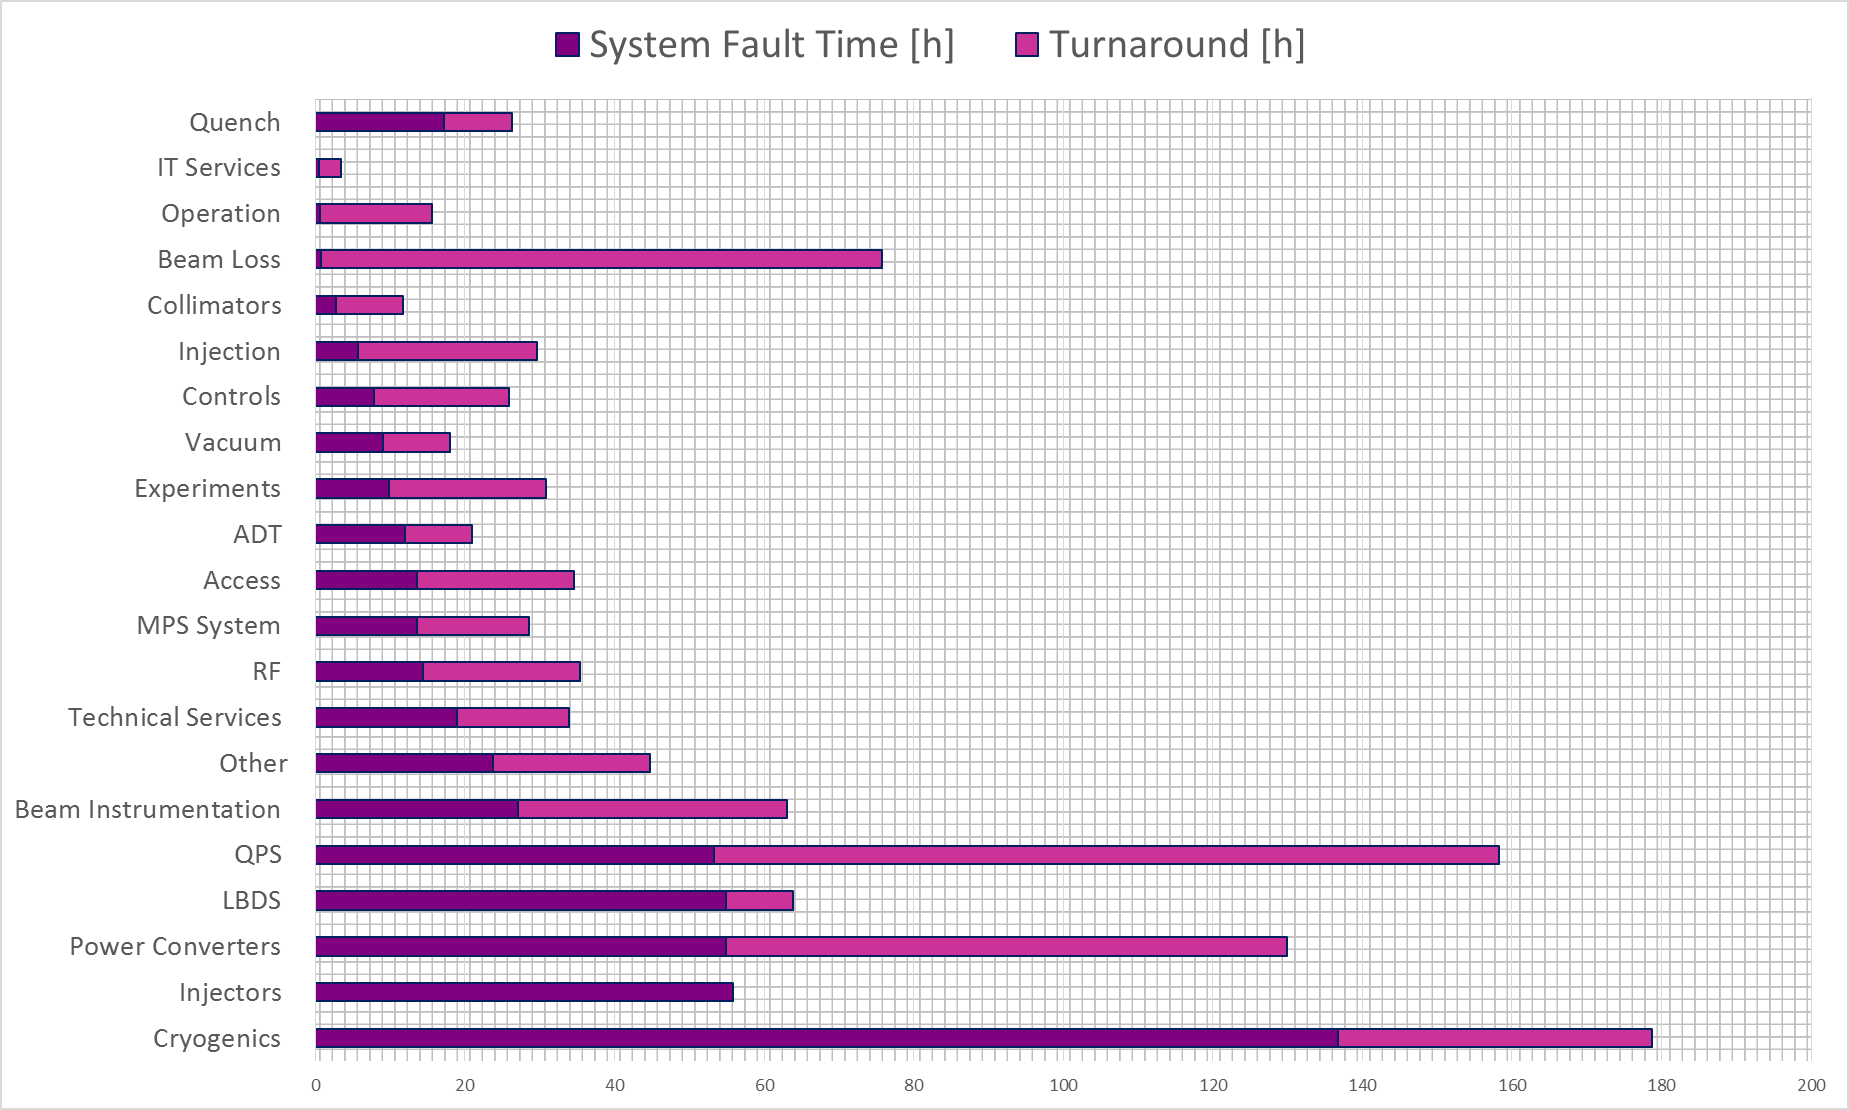 System Fault Time [h] Turnaround [h]
Quench
IT Services
Operation
Beam Loss
Collimators
Injection
Controls
Vacuum
Experiments
ADT
Access
MPS System
RF
Technical Services
Other
Beam Instrumentation
QPS
LBDS
Power Converters
Injectors
Cryogenics
0 20 40 60 80 100 120 140 160 180 200